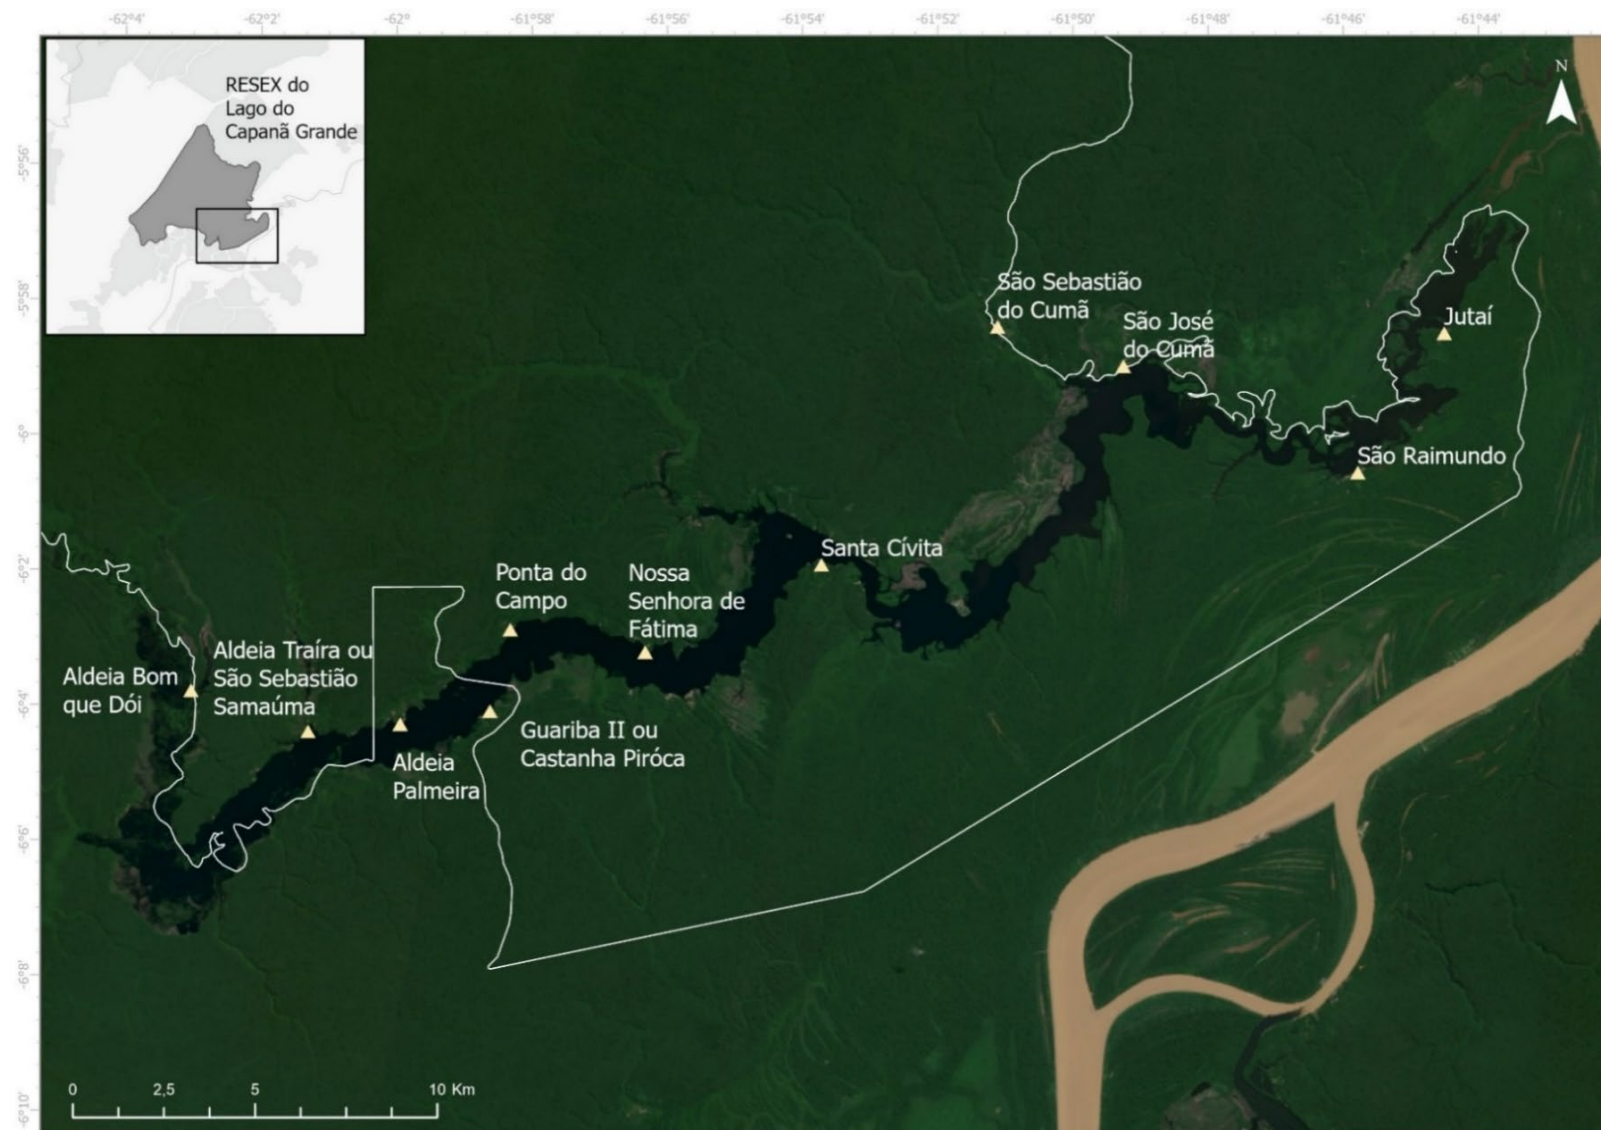 -62°4'
-62°2'
-62°
-61°58'
-61°56'
-61°54'
-61°52'
-61°50'
-61°48'
-61°46'
-61°44'
RESEX do
Lago do
Capanã Grande
N
-5°56'
-5°58'
-6°
-6°2'
-6°4'
-6°6'
-6°8'
-6°10'
São Sebastião
do Cumã
São José
do Cumã
Jutaí
São Raimundo
Santa Cívita
Ponta do
Campo
Nossa
Senhora de
Fátima
Aldeia Bom
que Dói
Aldeia Traíra ou
São Sebastião
Samaúma
Guariba II ou
Castanha Piróca
Aldeia
Palmeira
0 2,5 5 10 Km